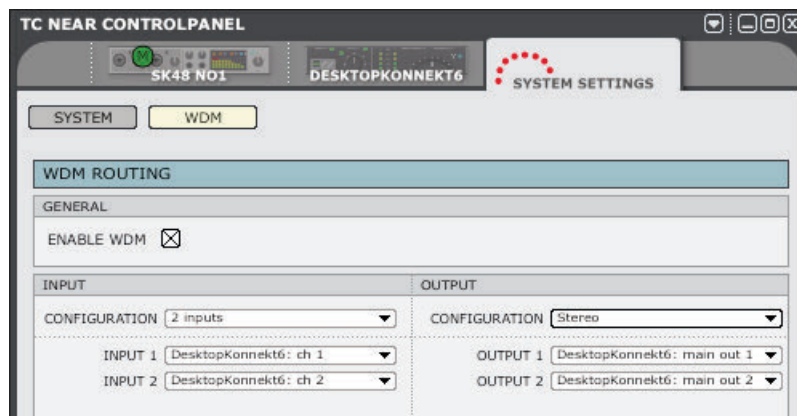 TC NEAR CONTROLPANEL
M
SK48 NO1
DESKTOPKONNEKT6
SYSTEM SETTINGS
SYSTEM
WDM
WDM ROUTING
GENERAL
ENABLE WDM
INPUT
CONFIGURATION 2 inputs
INPUT 1 DesktopKonnekt6: ch 1
INPUT 2 DesktopKonnekt6: ch 2
OUTPUT
CONFIGURATION Stereo
OUTPUT 1 DesktopKonnekt6: main out 1
OUTPUT 2 DesktopKonnekt6: main out 2